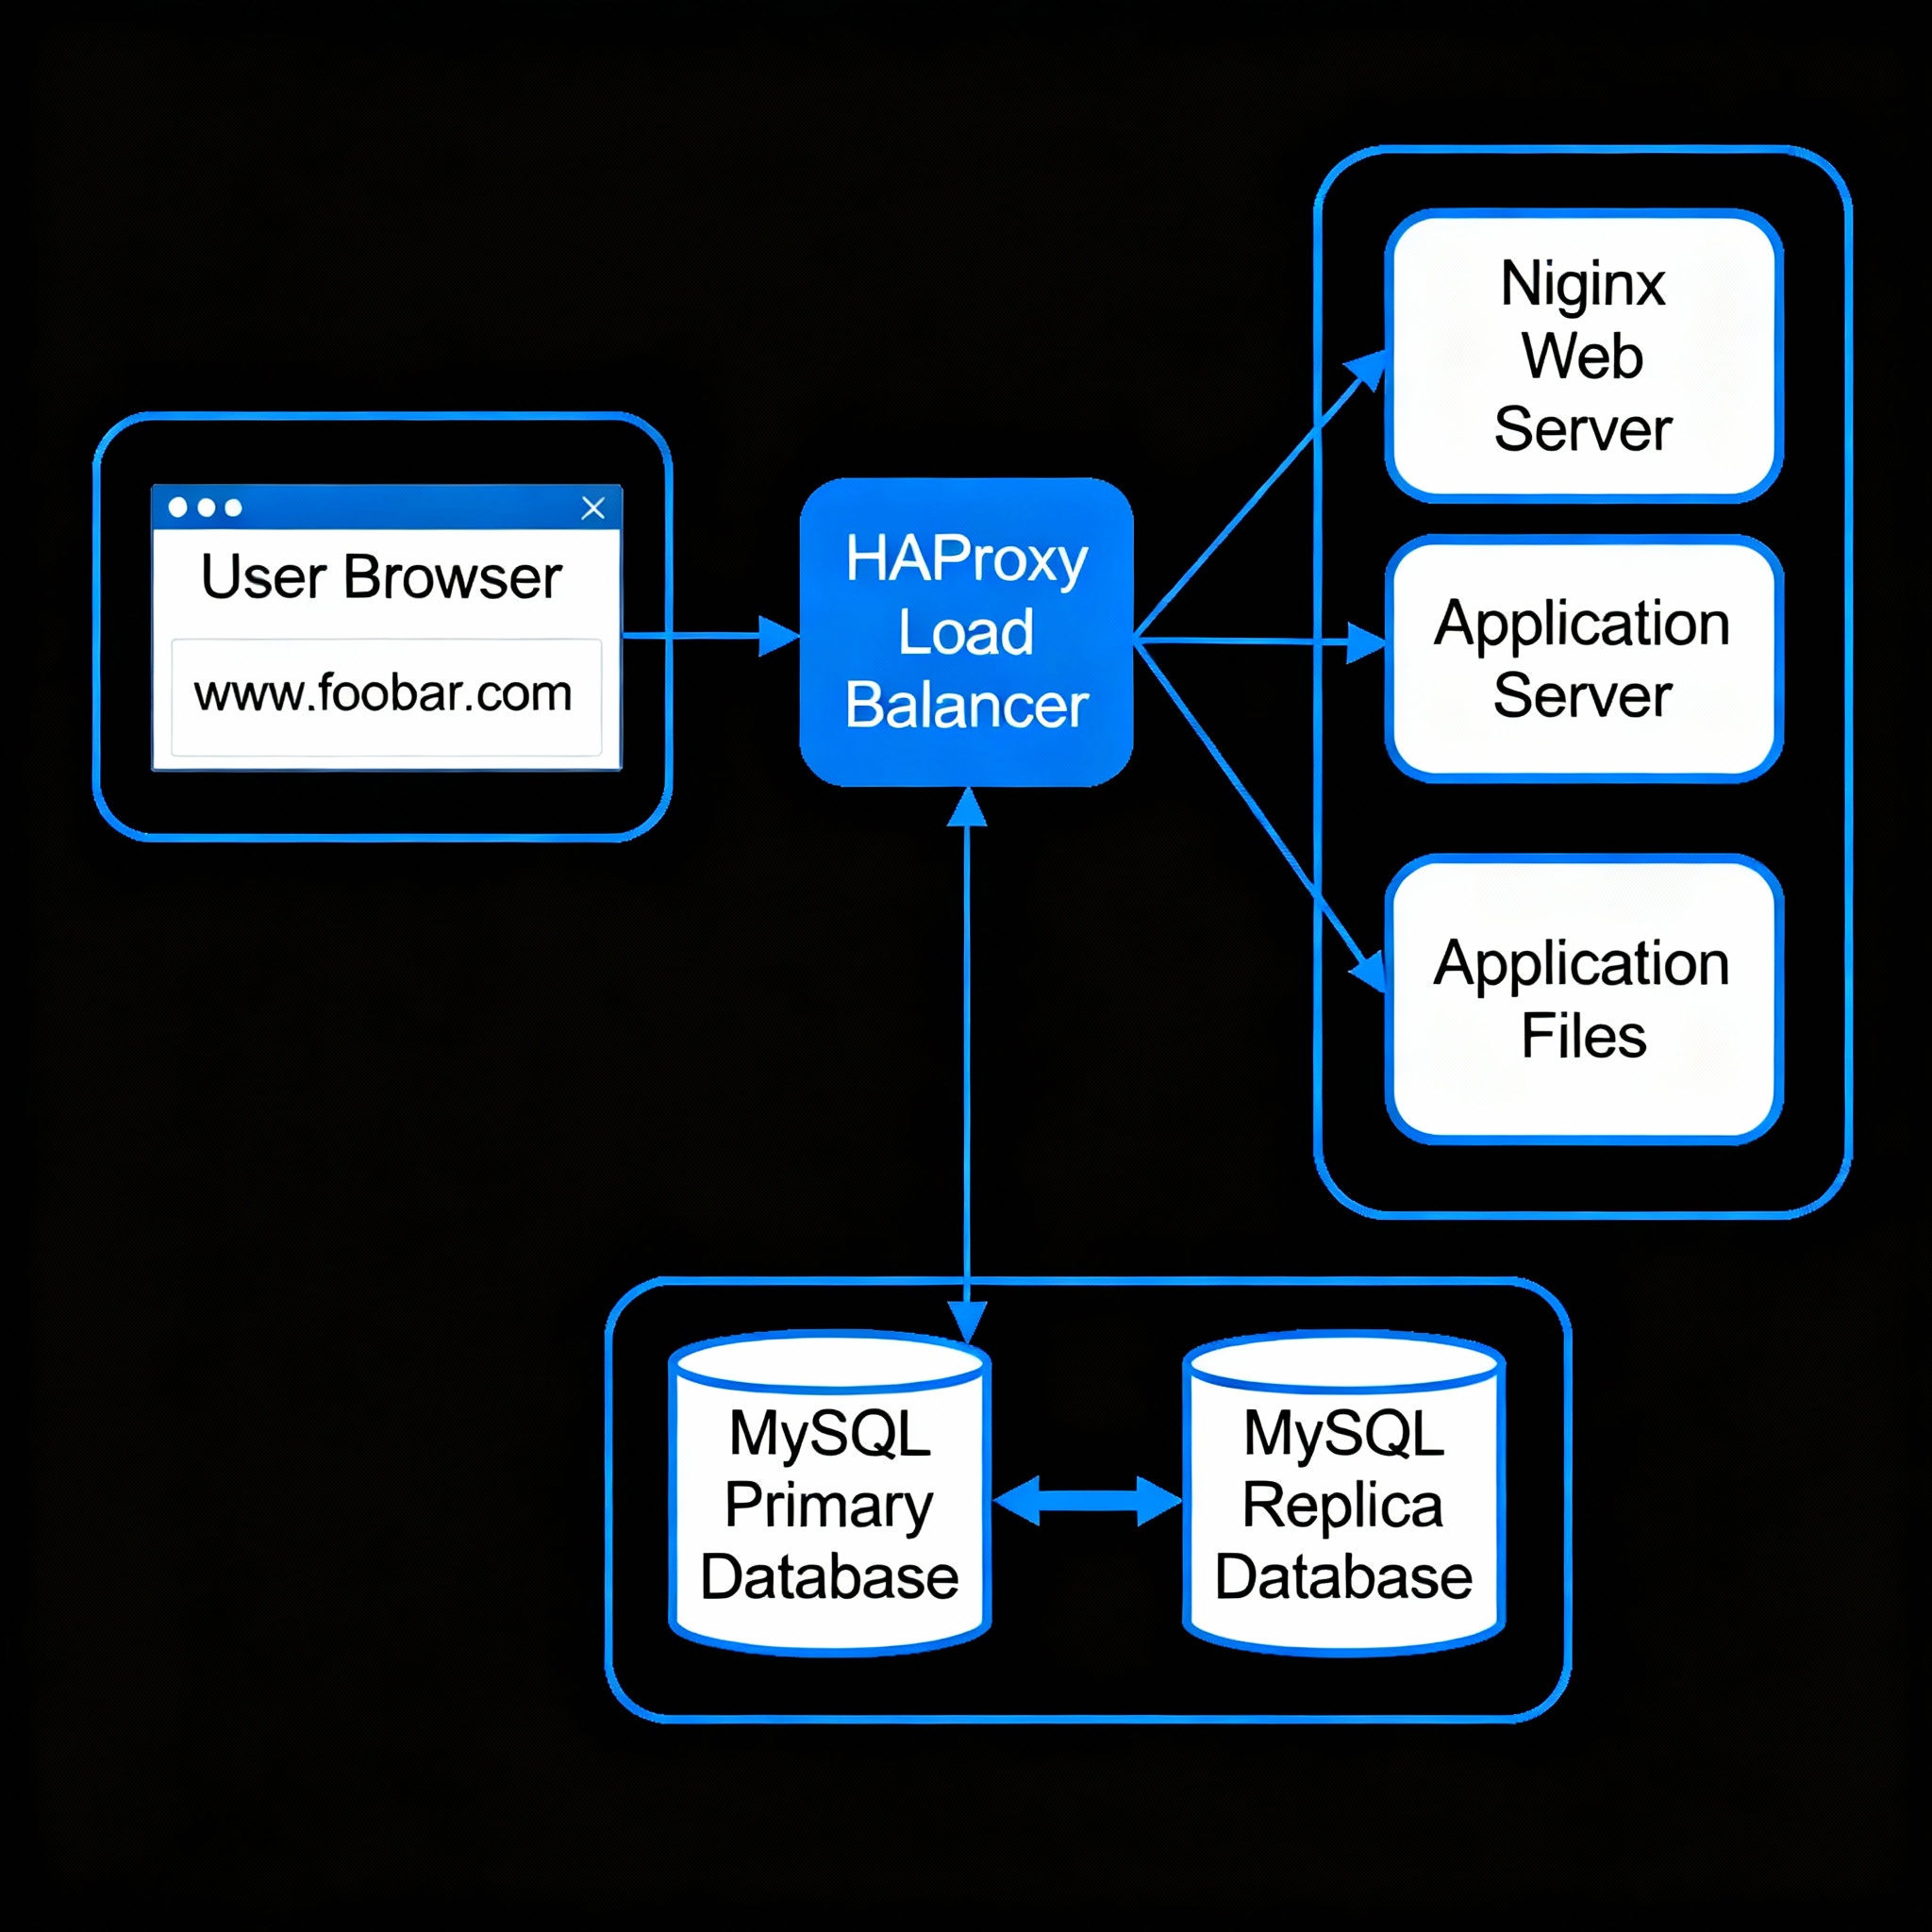 User Browser
www.foobar.com
HAProxy
Load
Balancer
Niginx
Web
Server
Application
Server
Application
Files
MySQL
Primary
Database
MySQL
Replica
Database